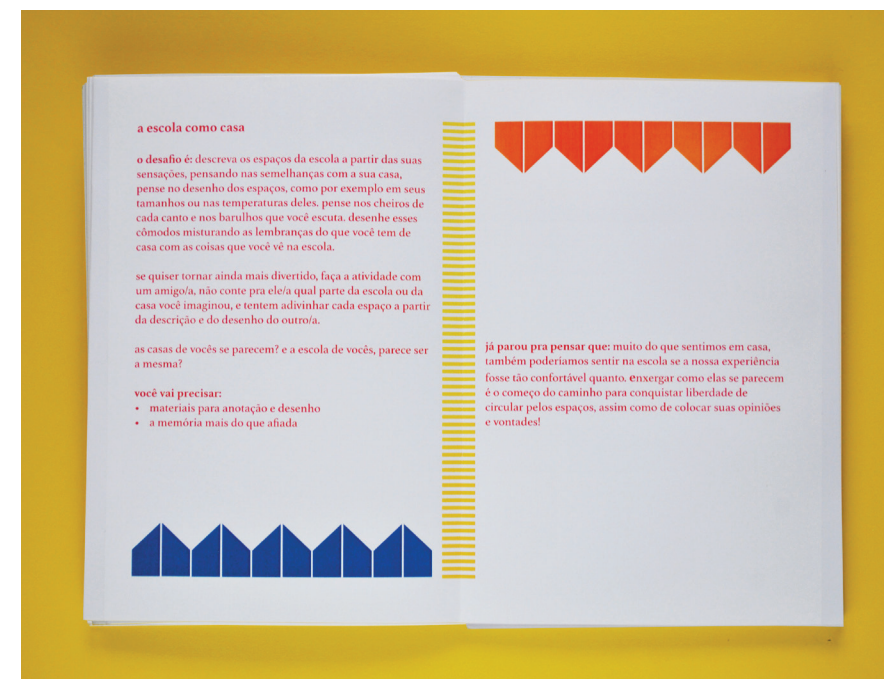 a escola como casa
o desafio é: descreva os espaços da escola a partir das suas
sensações, pensando nas semelhanças com a sua casa,
pense no desenho dos espaços, como por exemplo em seus
tamanhos ou nas temperaturas deles. pense nos cheiros de
cada canto e nos barulhos que você escuta. desenhe esses
cômodos misturando as lembranças do que você tem de
casa com as coisas que você vê na escola.
se quiser tornar ainda mais divertido, faça a atividade com
um amigo/a, não conte pra ele/a qual parte da escola ou da
casa você imaginou, e tentem adivinhar cada espaço a partir
da descrição e do desenho do outro/a.
as casas de vocês se parecem? e a escola de vocês, parece ser
a mesma?
você vai precisar:
• materiais para anotação e desenho
• a memória mais do que afiada
já parou pra pensar que: muito do que sentimos em casa,
também poderíamos sentir na escola se a nossa experiência
fosse tão confortável quanto. enxergar como elas se parecem
é o começo do caminho para conquistar liberdade de
circular pelos espaços, assim como de colocar suas opiniões
e vontades!